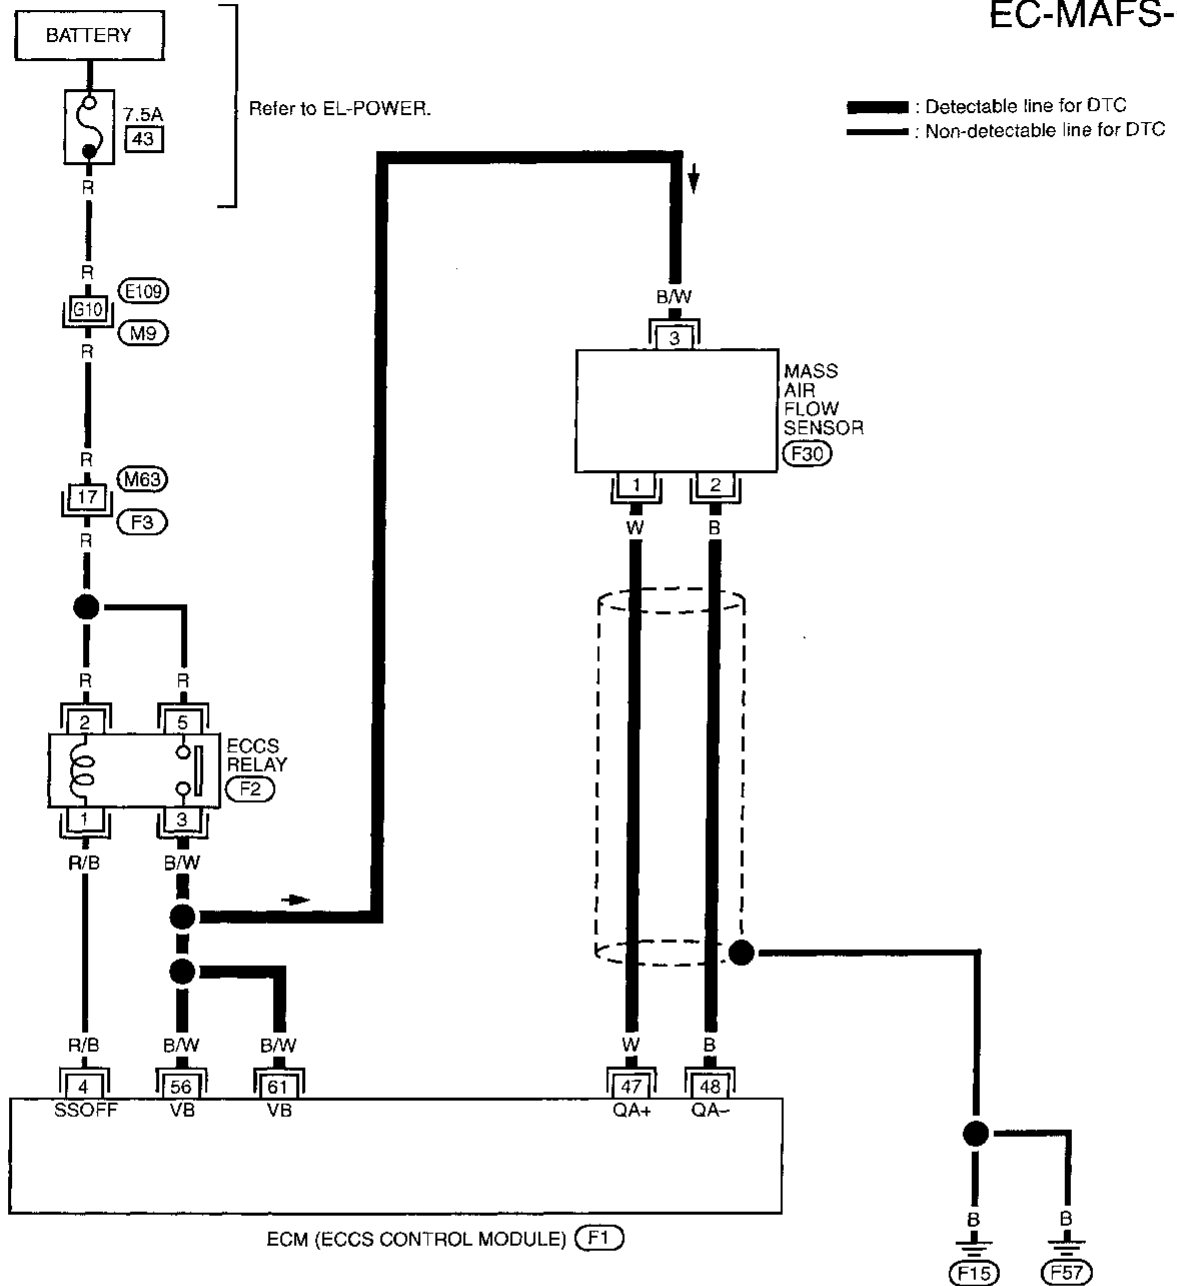 EC-MAFS-
BATTERY
7.5A
43
Refer to EL-POWER.
: Detectable line for DTC
: Non-detectable line for DTC
R
R
G10
E109
M9
R
B/W
3
MASS
AIR
FLOW
SENSOR
F30
R
17
M63
F3
R
1
2
W
B
R
R
2
5
ECCS
RELAY
F2
1
3
R/B
B/W
R/B
B/W
B/W
W
B
4
56
61
47
48
SSOFF
VB
VB
QA+
QA-
ECM (ECCS CONTROL MODULE) F1
B
B
F15
F57